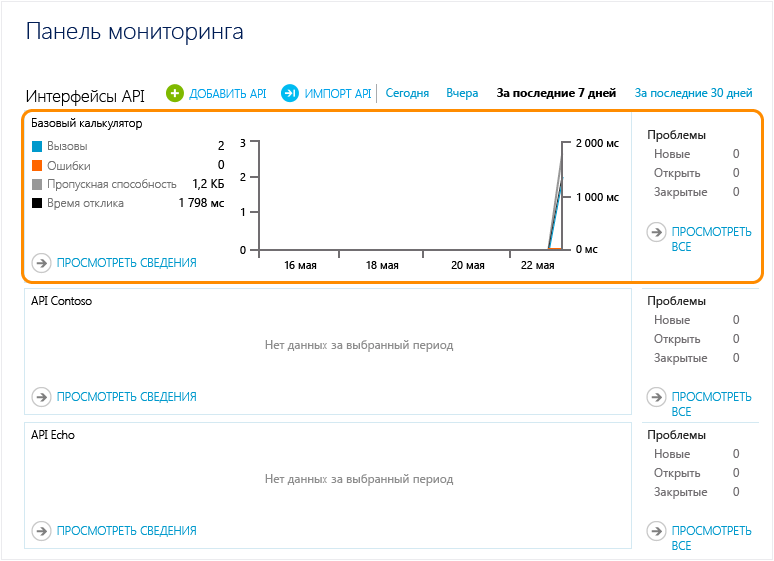 Панель мониторинга
Интерфейсы API ДОБАВИТЬ API ИМПОРТ API Сегодня Вчера За последние 7 дней За последние 30 дней
Базовый калькулятор
Вызовы 2
Ошибки 0
Пропускная способность 1,2 КБ
Время отклика 1 798 мс
ПРОСМОТРЕТЬ СВЕДЕНИЯ
3
2
1
0
2 000 мс
1 000 мс
0 мс
16 мая 18 мая 20 мая 22 мая
Проблемы
Новые 0
Открыть 0
Закрытые 0
ПРОСМОТРЕТЬ
ВСЕ
API Contoso
Нет данных за выбранный период
ПРОСМОТРЕТЬ СВЕДЕНИЯ
Проблемы
Новые 0
Открыть 0
Закрытые 0
ПРОСМОТРЕТЬ
ВСЕ
API Echo
Нет данных за выбранный период
ПРОСМОТРЕТЬ СВЕДЕНИЯ
Проблемы
Новые 0
Открыть 0
Закрытые 0
ПРОСМОТРЕТЬ
ВСЕ